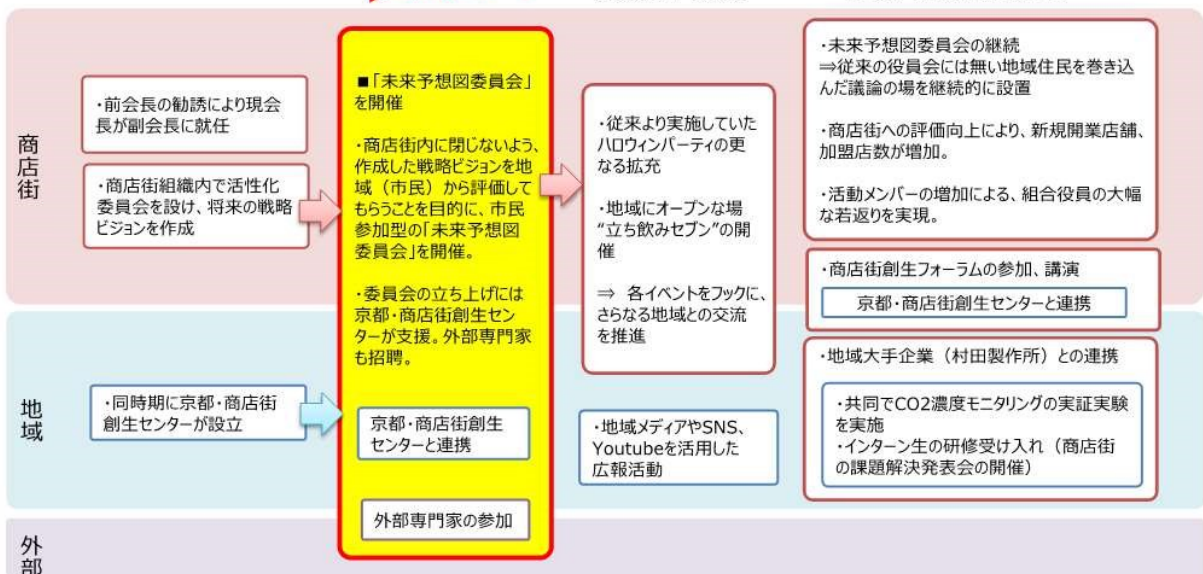 商店街
・前会長の勧誘により現会
長が副会長に就任
・商店街組織内で活性化
委員会を設け、将来の戦略
ビジョンを作成
■「未来予想図委員会」
を開催
・商店街内に閉じないよう、
作成した戦略ビジョンを地
域（市民）から評価して
もらうことを目的に、市民
参加型の「未来予想図
委員会」を開催。
・委員会の立ち上げには
京都・商店街創生セン
ターが支援。外部専門家
も招聘。
京都・商店街創生
センターと連携
外部専門家の参加
・従来より実施していた
ハロウィンパーティの更
なる拡充
・地域にオープンな場
“立ち飲みセブン”の開
催
⇒ 各イベントをフックに、
さらなる地域との交流
を推進
・未来予想図委員会の継続
⇒従来の役員会には無い地域住民を巻き込
んだ議論の場を継続的に設置
・商店街への評価向上により、新規開業店舗、
加盟店数が増加。
・活動メンバーの増加による、組合役員の大幅
な若返りを実現。
・商店街創生フォーラムの参加、講演
京都・商店街創生センターと連携
地域
・同時期に京都・商店街
創生センターが設立
・地域メディアやSNS、
Youtubeを活用した
広報活動
・地域大手企業（村田製作所）との連携
・共同でCO2濃度モニタリングの実証実験
を実施
・インターン生の研修受け入れ（商店街
の課題解決発表会の開催）
外部